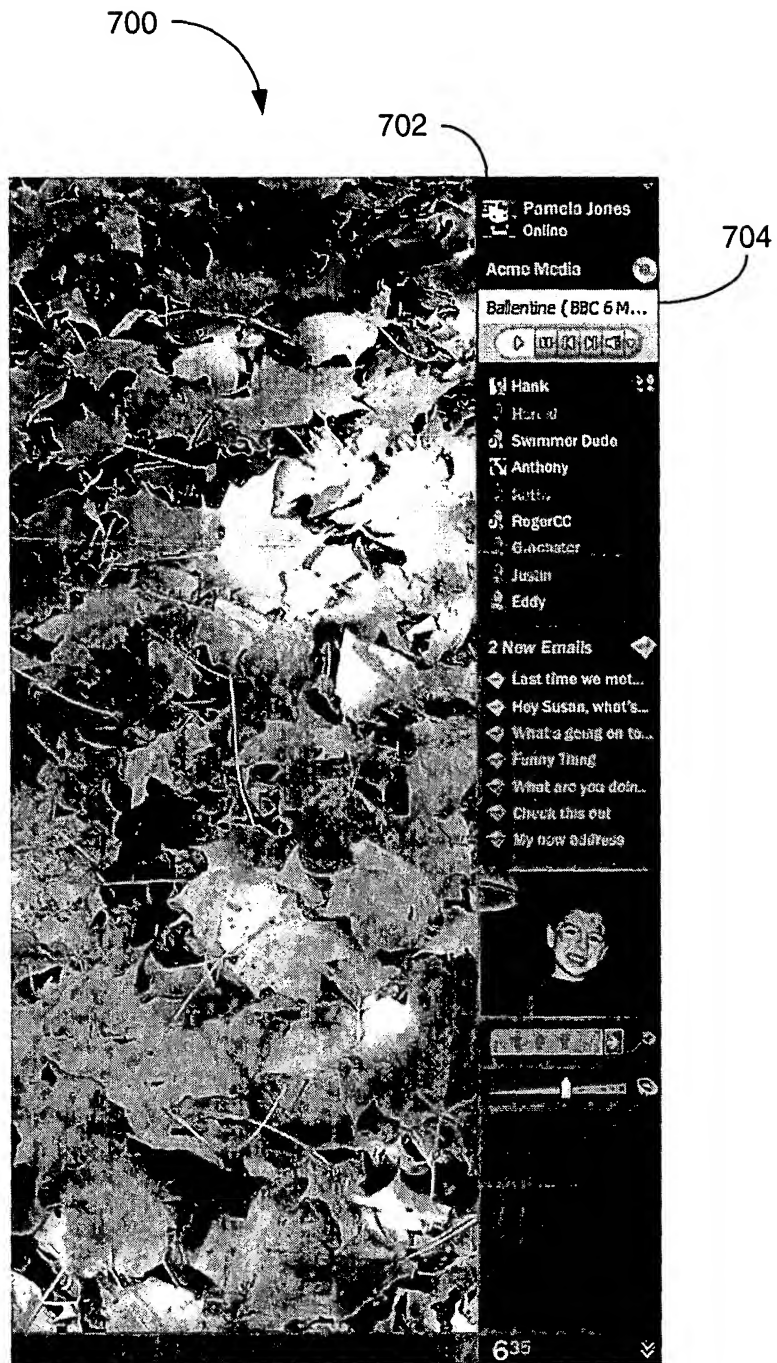 700
702
Pamela Jones
Online
704
Acme Media
Ballentine (BBC 6 M...
Hank
Swimmer Dude
Anthony
RogerCC
Justin
Eddy
2 New Emails
Last time we met...
Hey Susan, what's...
What's going on to...
Funny Thing
What are you doin..
Check this out
My new address
6 35